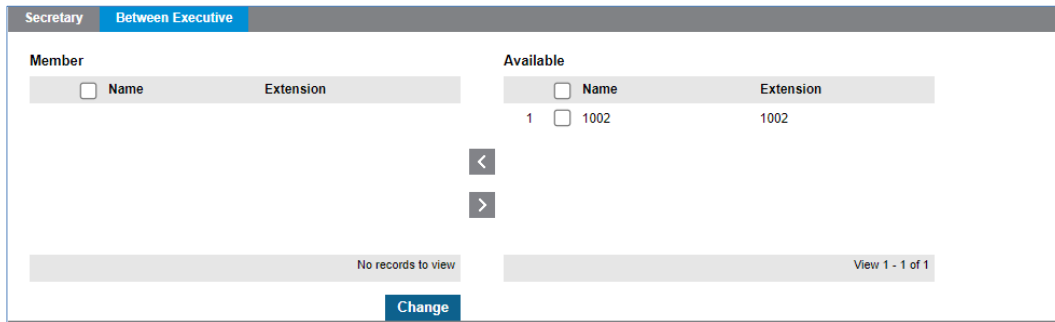 Secretary Between Executive
Member Available
Name Extension Name Extension
1 1002 1002
No records to view View 1 - 1 of 1
Change